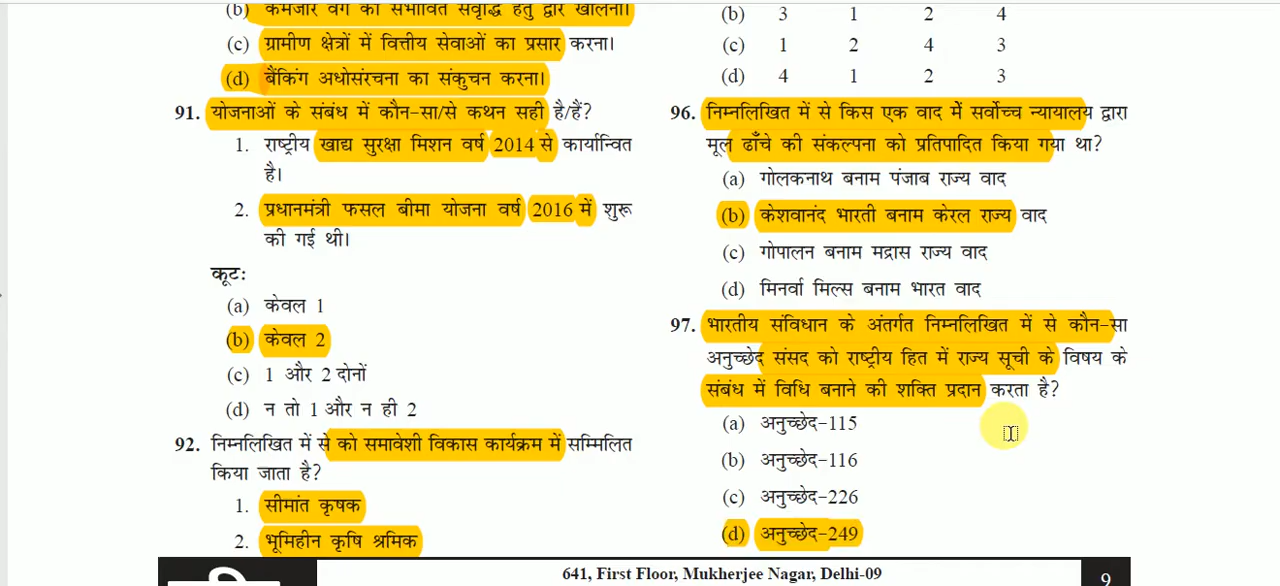 (b) कमजोर वर्ग की संभावित संवृद्धि हेतु द्वार खोलना।
(c) ग्रामीण क्षेत्रों में वित्तीय सेवाओं का प्रसार करना।
(d) बैंकिंग अधोसंरचना का संकुचन करना।
91. योजनाओं के संबंध में कौन-सा/से कथन सही है/हैं?
1. राष्ट्रीय खाद्य सुरक्षा मिशन वर्ष 2014 से कार्यान्वित
है।
2. प्रधानमंत्री फसल बीमा योजना वर्ष 2016 में शुरू
की गई थी।
कूटः
(a) केवल 1
(b) केवल 2
(c) 1 और 2 दोनों
(d) न तो 1 और न ही 2
92. निम्नलिखित में से को समावेशी विकास कार्यक्रम में सम्मिलित
किया जाता है?
1. सीमांत कृषक
2. भूमिहीन कृषि श्रमिक
(b) 3 1 2 4
(c) 1 2 4 3
(d) 4 1 2 3
96. निम्नलिखित में से किस एक वाद में सर्वोच्च न्यायालय द्वारा
मूल ढाँचे की संकल्पना को प्रतिपादित किया गया था?
(a) गोलकनाथ बनाम पंजाब राज्य वाद
(b) केशवानंद भारती बनाम केरल राज्य वाद
(c) गोपालन बनाम मद्रास राज्य वाद
(d) मिनर्वा मिल्स बनाम भारत वाद
97. भारतीय संविधान के अंतर्गत निम्नलिखित में से कौन-सा
अनुच्छेद संसद को राष्ट्रीय हित में राज्य सूची के विषय के
संबंध में विधि बनाने की शक्ति प्रदान करता है?
(a) अनुच्छेद-115
(b) अनुच्छेद-116
(c) अनुच्छेद-226
(d) अनुच्छेद-249
641, First Floor, Mukherjee Nagar, Delhi-09
9